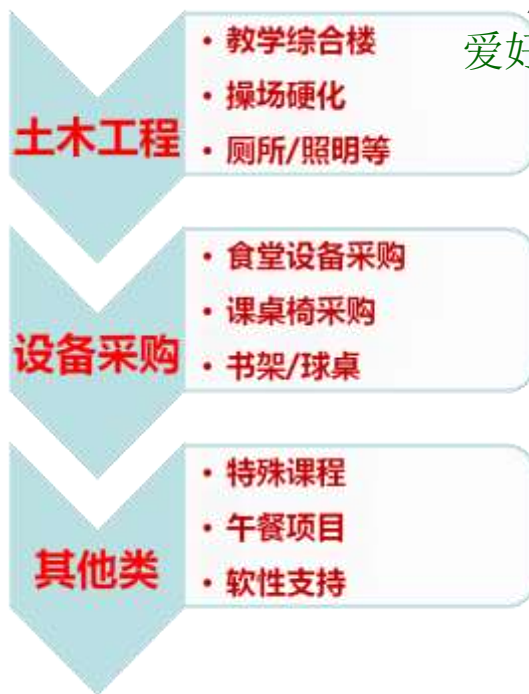 教学综合楼
爱好
操场硬化
土木工程
厕所/照明等
食堂设备采购
课桌椅采购
设备采购
书架/球桌
特殊课程
午餐项目
其他类
软性支持